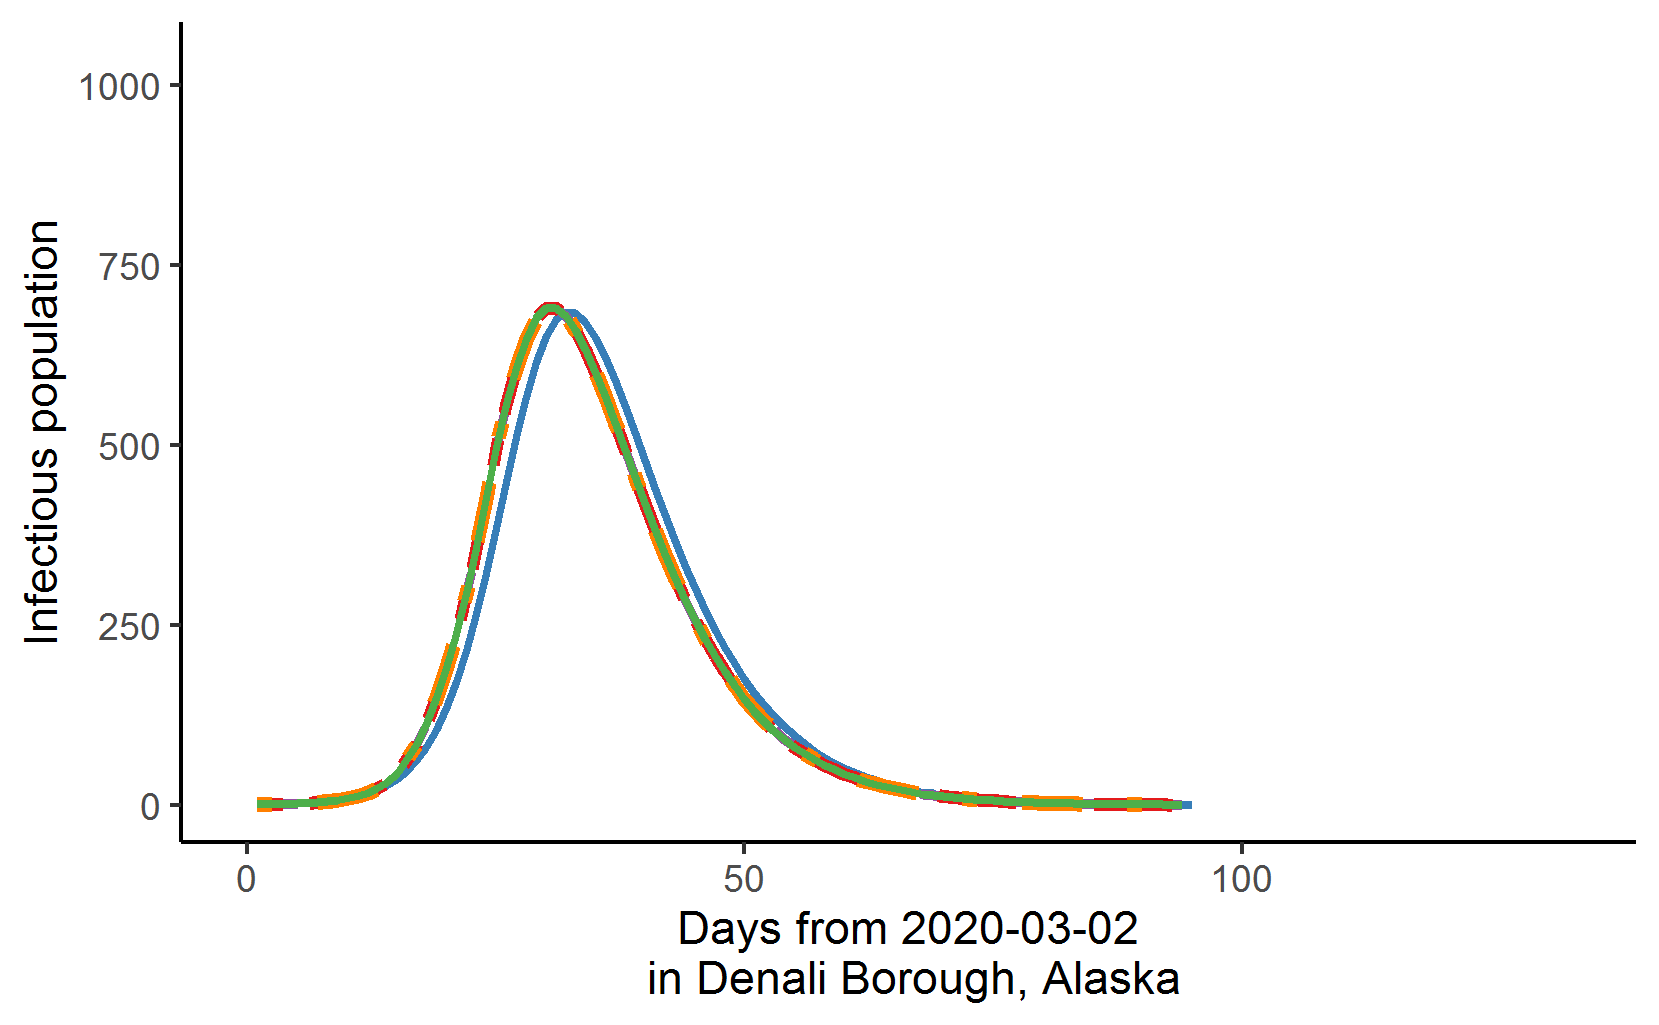 Infectious population
1000
750
500
250
0
0 50 100
Days from 2020-03-02
in Denali Borough, Alaska